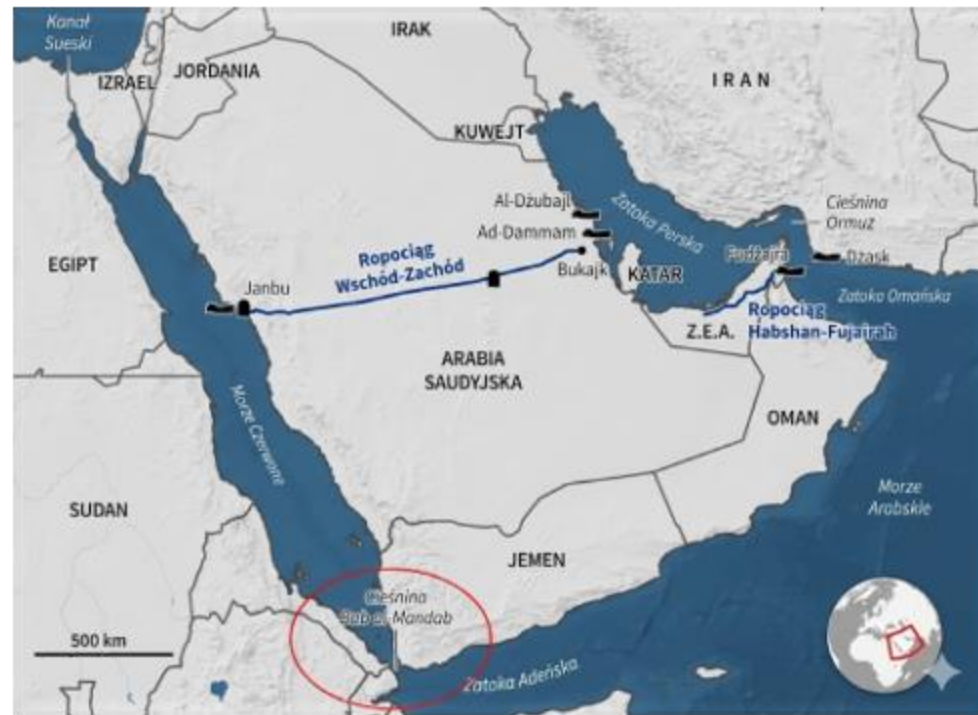 Kanał
Sueski
IRAK
IZRAEL
JORDANIA
IRAN
KUWEJT
Al-Dżubajl
Zatoka Perska
Cieśnina
Ormuz
Ad-Dammam
EGIPT
Ropociąg
Wschód-Zachód
Bukajk
KATAR
Fudżajra
Dżask
Janbu
Zatoka Omańska
Ropociąg
Habshan-Fujairah
Z.E.A.
ARABIA
SAUDYJSKA
Morze Czerwone
OMAN
SUDAN
Morze
Arabskie
JEMEN
Cieśnina
Bab al-Mandab
500 km
Zatoka Adeńska